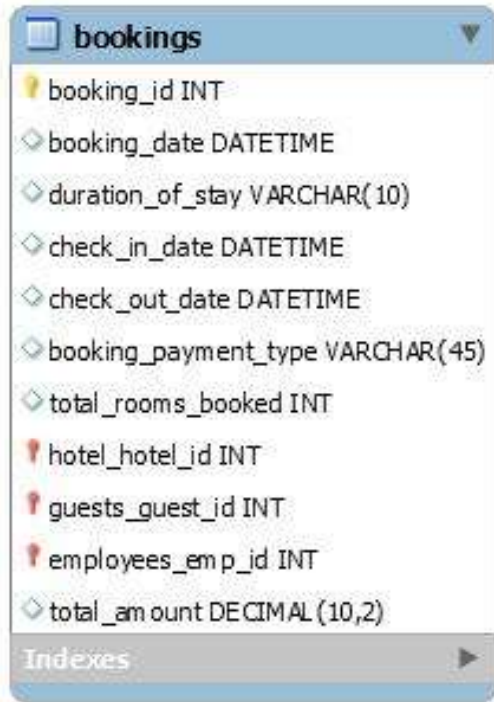 bookings
booking_id INT
booking_date DATETIME
duration_of_stay VARCHAR(10)
check_in_date DATETIME
check_out_date DATETIME
booking_payment_type VARCHAR(45)
total_rooms_booked INT
hotel_hotel_id INT
guests_guest_id INT
employees_emp_id INT
total_amount DECIMAL(10,2)
Indexes